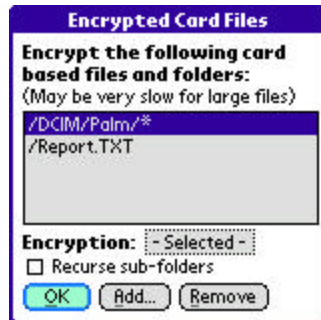 Encrypted Card Files
Encrypt the following card
based files and folders:
(May be very slow for large files)
/DCIM/Palm/*
/Report.TXT
Encryption: - Selected -
Recurse sub-folders
OK Add... Remove